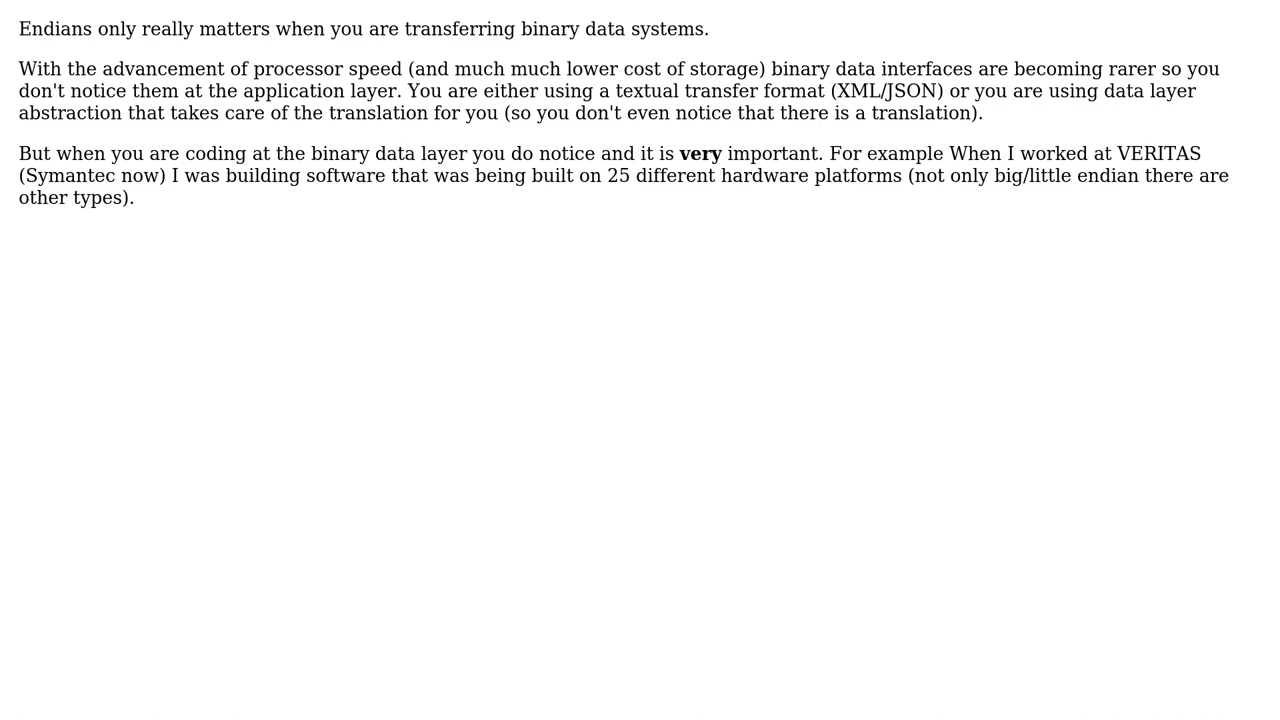 Endians only really matters when you are transferring binary data systems.
With the advancement of processor speed (and much much lower cost of storage) binary data interfaces are becoming rarer so you
don't notice them at the application layer. You are either using a textual transfer format (XML/JSON) or you are using data layer
abstraction that takes care of the translation for you (so you don't even notice that there is a translation).
But when you are coding at the binary data layer you do notice and it is very important. For example When I worked at VERITAS
(Symantec now) I was building software that was being built on 25 different hardware platforms (not only big/little endian there are
other types).